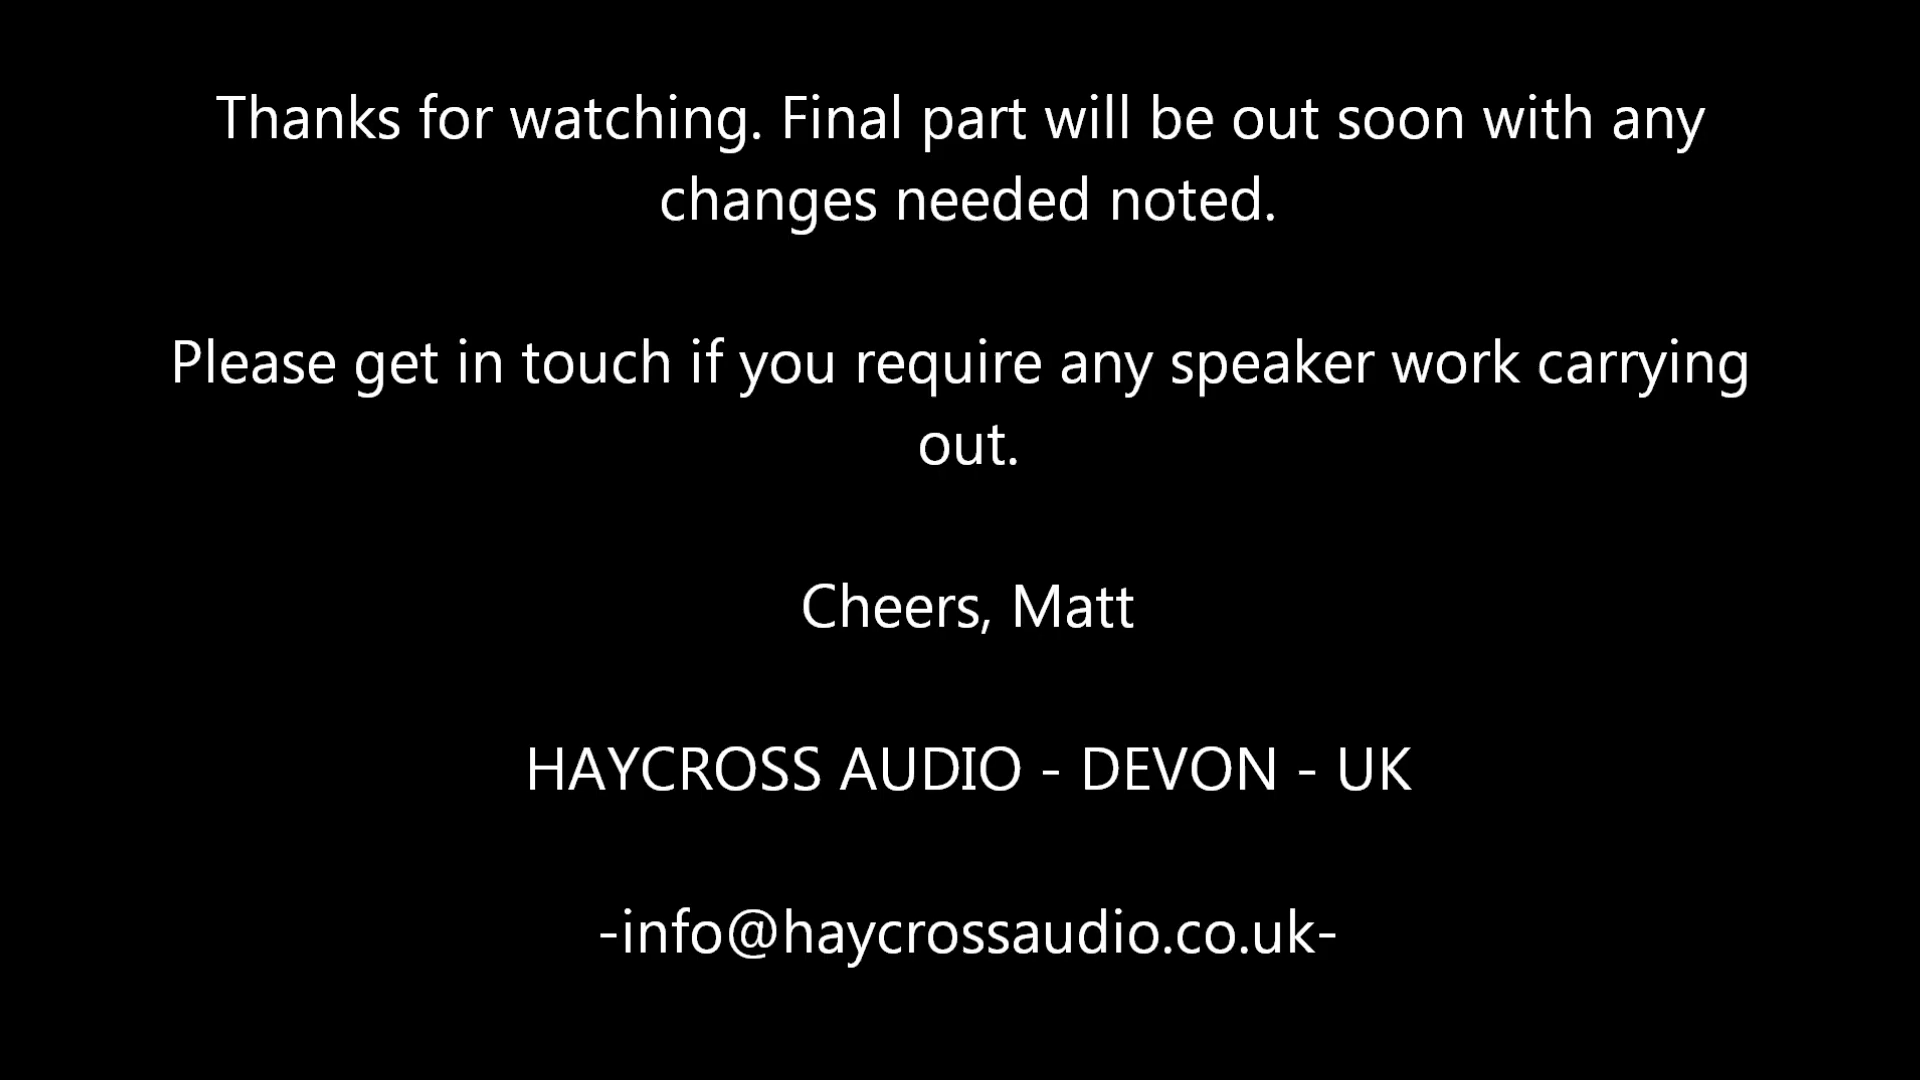 Thanks for watching. Final part will be out soon with any
changes needed noted.
Please get in touch if you require any speaker work carrying
out.
Cheers, Matt
HAYCROSS AUDIO - DEVON - UK
-info@haycrossaudio.co.uk-